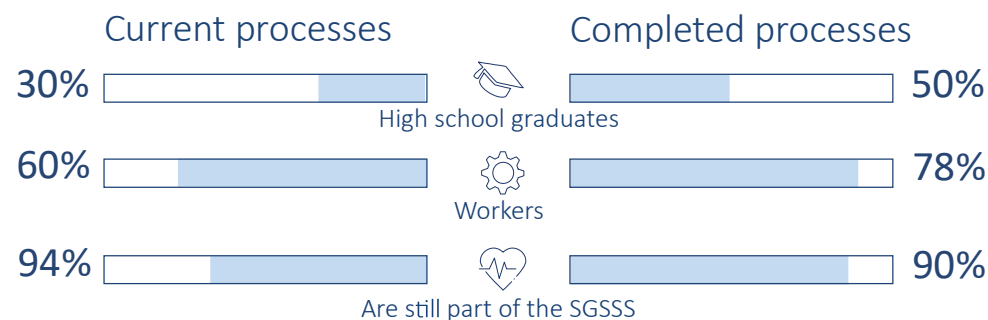 Current processes
Completed processes
30%
50%
High school graduates
60%
78%
Workers
94%
90%
Are still part of the SGSSS